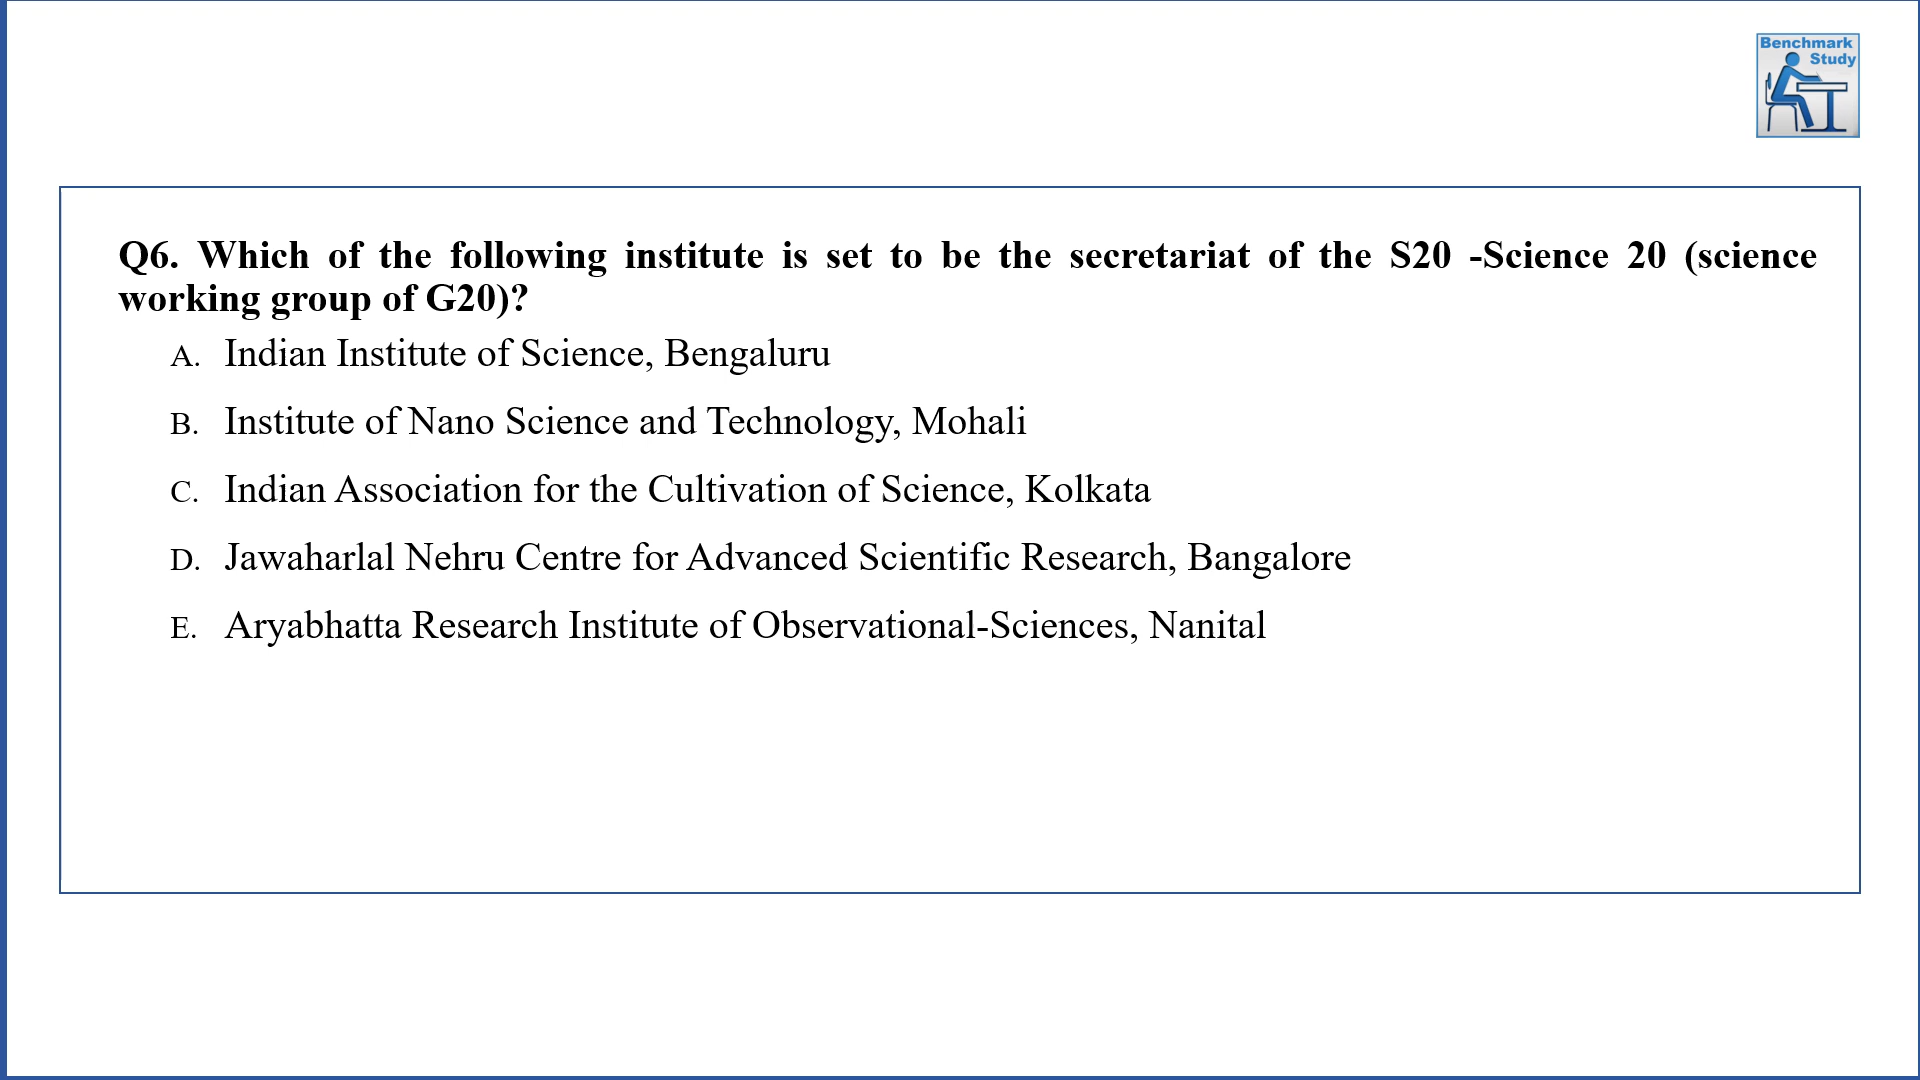 Benchmark
Study
Q6. Which of the following institute is set to be the secretariat of the S20 -Science 20 (science
working group of G20)?
A. Indian Institute of Science, Bengaluru
B. Institute of Nano Science and Technology, Mohali
C. Indian Association for the Cultivation of Science, Kolkata
D. Jawaharlal Nehru Centre for Advanced Scientific Research, Bangalore
E. Aryabhatta Research Institute of Observational-Sciences, Nanital